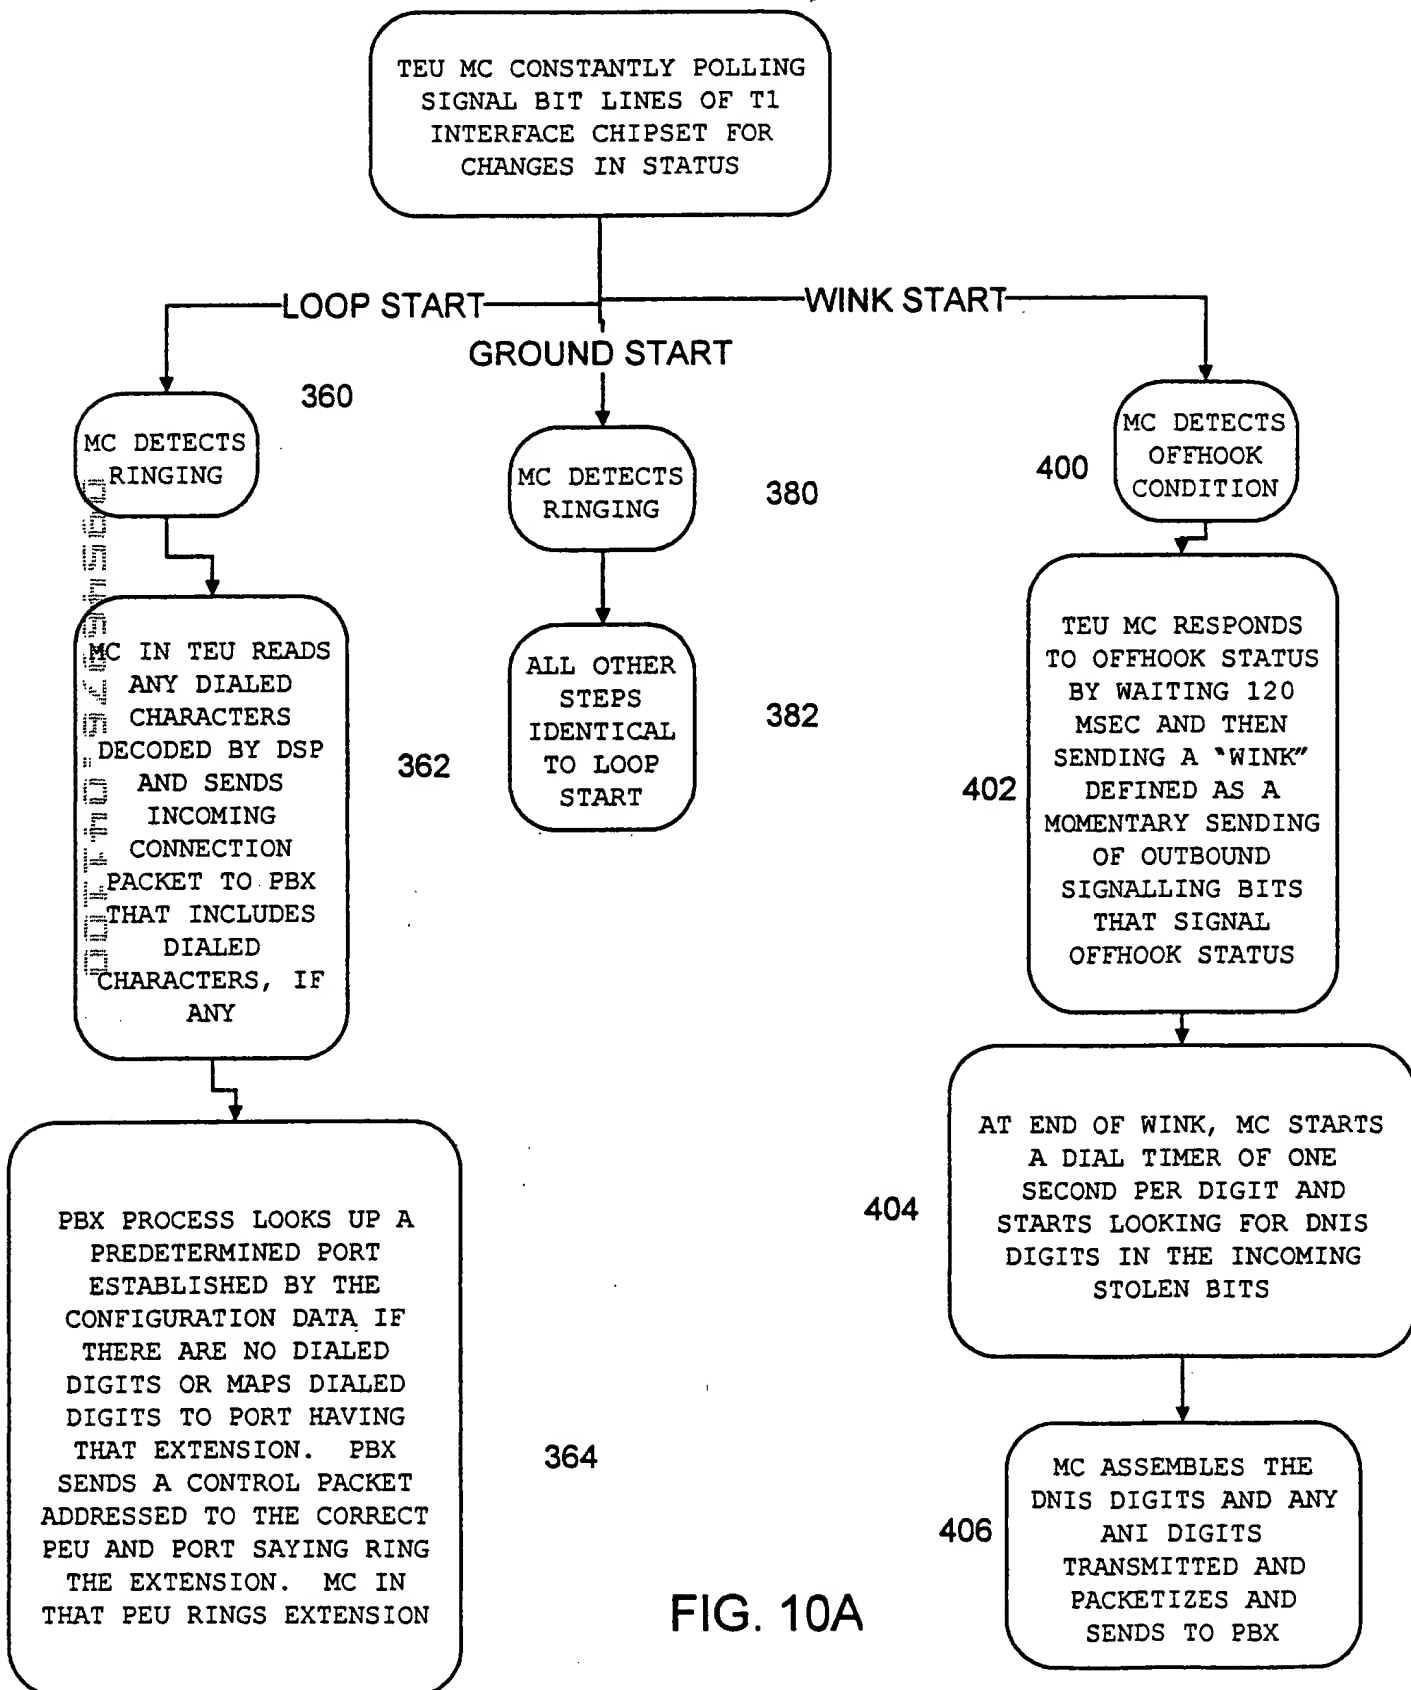 TEU MC CONSTANTLY POLLING
SIGNAL BIT LINES OF T1
INTERFACE CHIPSET FOR
CHANGES IN STATUS
LOOP START
WINK START
GROUND START
360
MC DETECTS
RINGING
MC DETECTS
RINGING
380
400
MC DETECTS
OFFHOOK
CONDITION
MC IN TEU READS
ANY DIALED
CHARACTERS
DECODED BY DSP
AND SENDS
INCOMING
CONNECTION
PACKET TO PBX
THAT INCLUDES
DIALED
CHARACTERS, IF
ANY
362
ALL OTHER
STEPS
IDENTICAL
TO LOOP
START
382
402
TEU MC RESPONDS
TO OFFHOOK STATUS
BY WAITING 120
MSEC AND THEN
SENDING A "WINK"
DEFINED AS A
MOMENTARY SENDING
OF OUTBOUND
SIGNALLING BITS
THAT SIGNAL
OFFHOOK STATUS
404
AT END OF WINK, MC STARTS
A DIAL TIMER OF ONE
SECOND PER DIGIT AND
STARTS LOOKING FOR DNIS
DIGITS IN THE INCOMING
STOLEN BITS
PBX PROCESS LOOKS UP A
PREDETERMINED PORT
ESTABLISHED BY THE
CONFIGURATION DATA IF
THERE ARE NO DIALED
DIGITS OR MAPS DIALED
DIGITS TO PORT HAVING
THAT EXTENSION. PBX
SENDS A CONTROL PACKET
ADDRESSED TO THE CORRECT
PEU AND PORT SAYING RING
THE EXTENSION. MC IN
THAT PEU RINGS EXTENSION
364
406
MC ASSEMBLES THE
DNIS DIGITS AND ANY
ANI DIGITS
TRANSMITTED AND
PACKETIZES AND
SENDS TO PBX
FIG. 10A